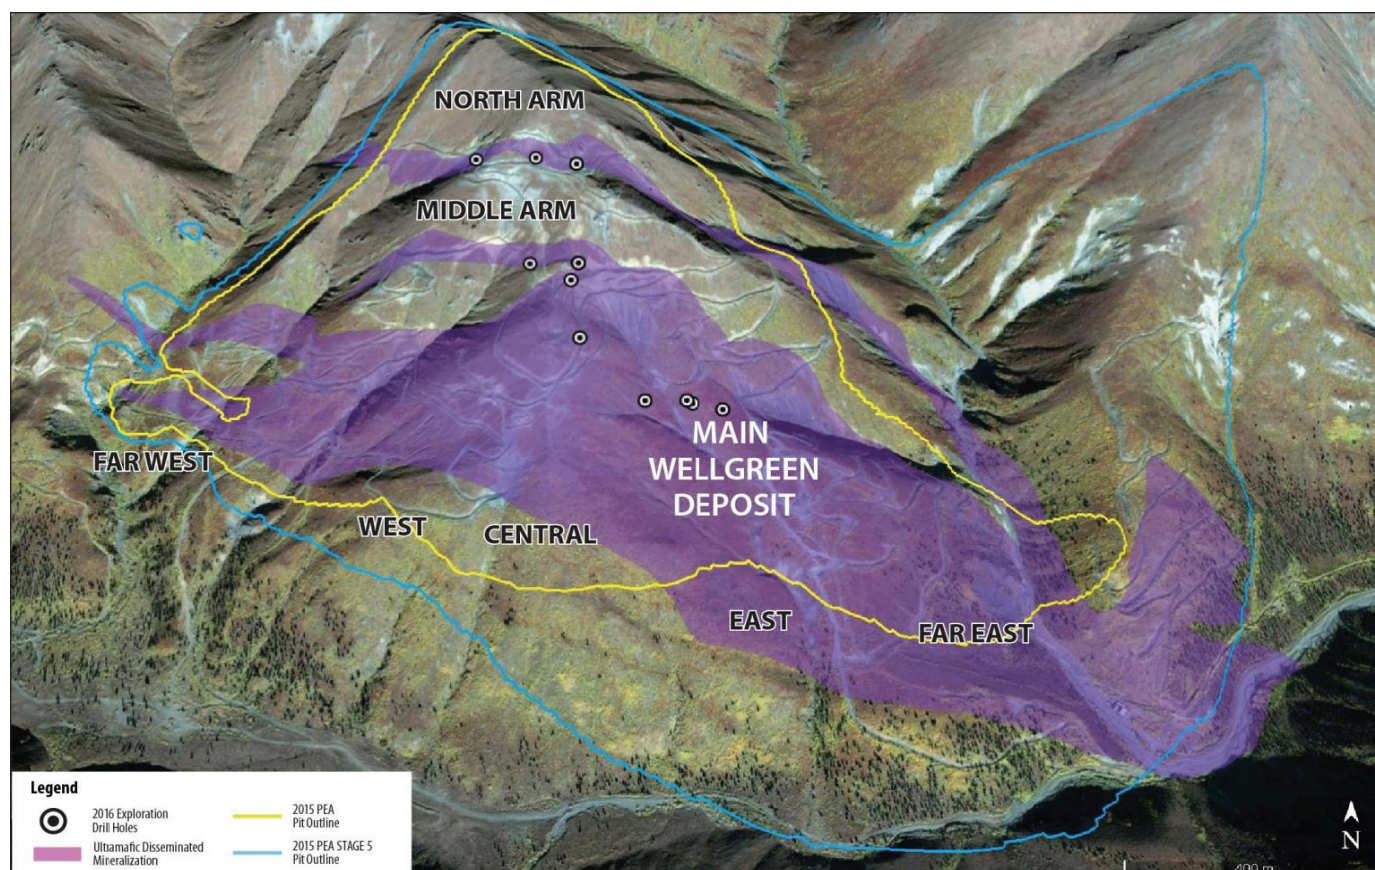 NORTH ARM
MIDDLE ARM
MAIN
WELLGREEN
DEPOSIT
FAR WEST
WEST
CENTRAL
EAST
FAR EAST
Legend
2016 Exploration
Drill Holes
2015 PEA
Pit Outline
Ultramafic Disseminated
Mineralization
2015 PEA STAGE 5
Pit Outline
N